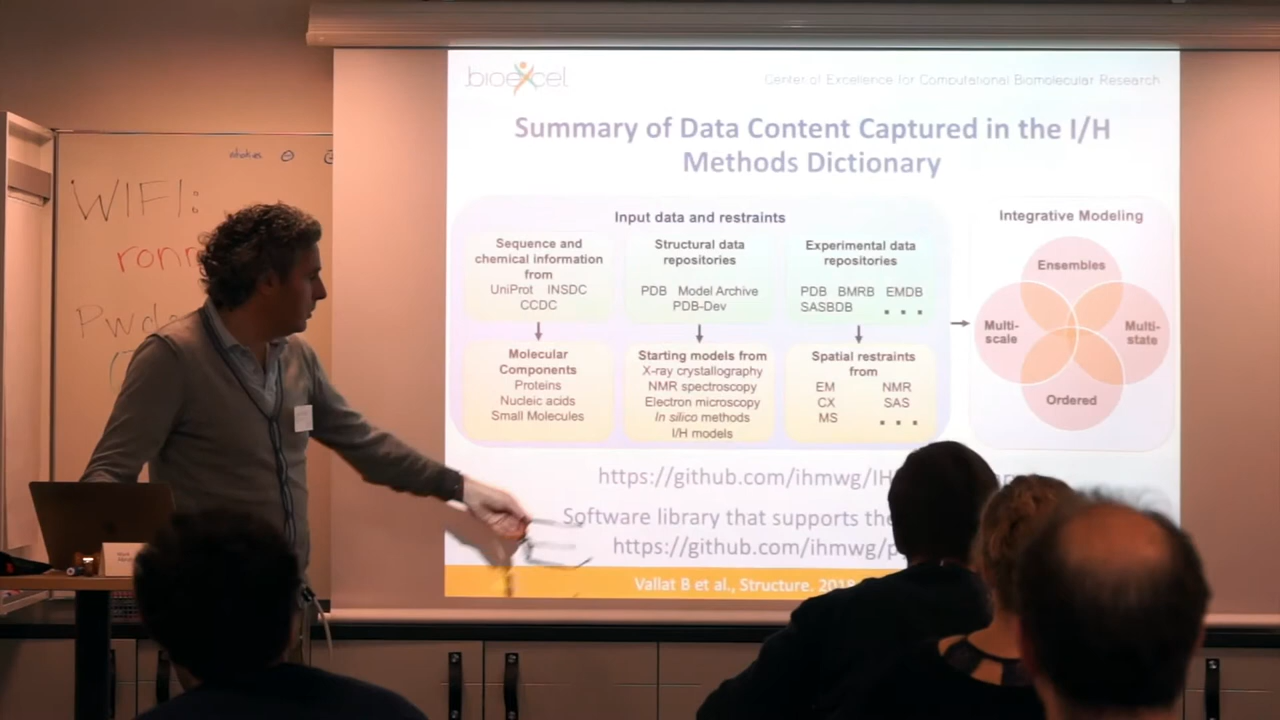 bioexcel
Center of Excellence for Computational Biomolecular Research
Summary of Data Content Captured in the I/H
Methods Dictionary
Input data and restraints
Sequence and
chemical information
from
UniProt INSDC
CCDC
Structural data
repositories
PDB Model Archive
PDB-Dev
Experimental data
repositories
PDB BMRB EMDB
SASBDB . . .
Molecular
Components
Proteins
Nucleic acids
Small Molecules
Starting models from
X-ray crystallography
NMR spectroscopy
Electron microscopy
In silico methods
I/H models
Spatial restraints
from
EM NMR
CX SAS
MS . . .
Integrative Modeling
Ensembles
Multi-
scale
Multi-
state
Ordered
https://github.com/ihmwg/IH
Software library that supports the
https://github.com/ihmwg/p
Vallat B et al., Structure. 2018
WIFI: